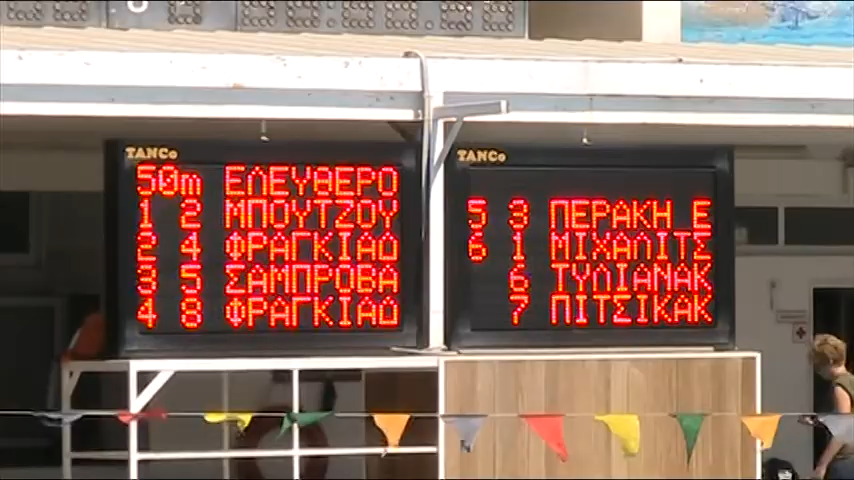 TANCo
50m ΕΛΕΥΘΕΡΟ
1 2 ΜΠΟΥΤΖΟΥ
2 4 ΦΡΑΓΚΙΑΔ
3 5 ΣΑΜΠΡΟΒΑ
4 8 ΦΡΑΓΚΙΑΔ
TANCo
5 3 ΠΕΡΑΚΗ Ε
6 1 ΜΙΧΑΛΙΤΣ
6 ΤΥΛΙΑΝΑΚ
7 ΠΙΤΣΙΚΑΚ